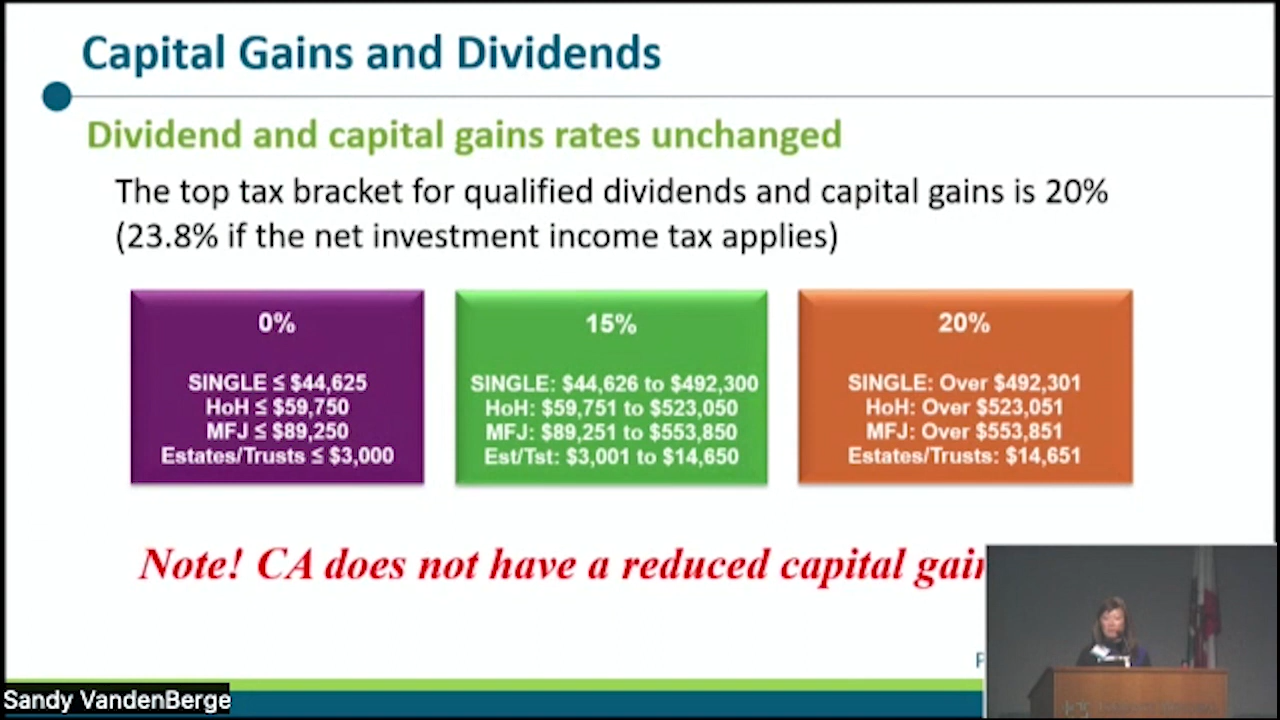 Capital Gains and Dividends
Dividend and capital gains rates unchanged
The top tax bracket for qualified dividends and capital gains is 20%
(23.8% if the net investment income tax applies)
0%
SINGLE ≤ $44,625
HoH ≤ $59,750
MFJ ≤ $89,250
Estates/Trusts ≤ $3,000
15%
SINGLE: $44,626 to $492,300
HoH: $59,751 to $523,050
MFJ: $89,251 to $553,850
Est/Tst: $3,001 to $14,650
20%
SINGLE: Over $492,301
HoH: Over $523,051
MFJ: Over $553,851
Estates/Trusts: $14,651
Note! CA does not have a reduced capital
Sandy VandenBerge